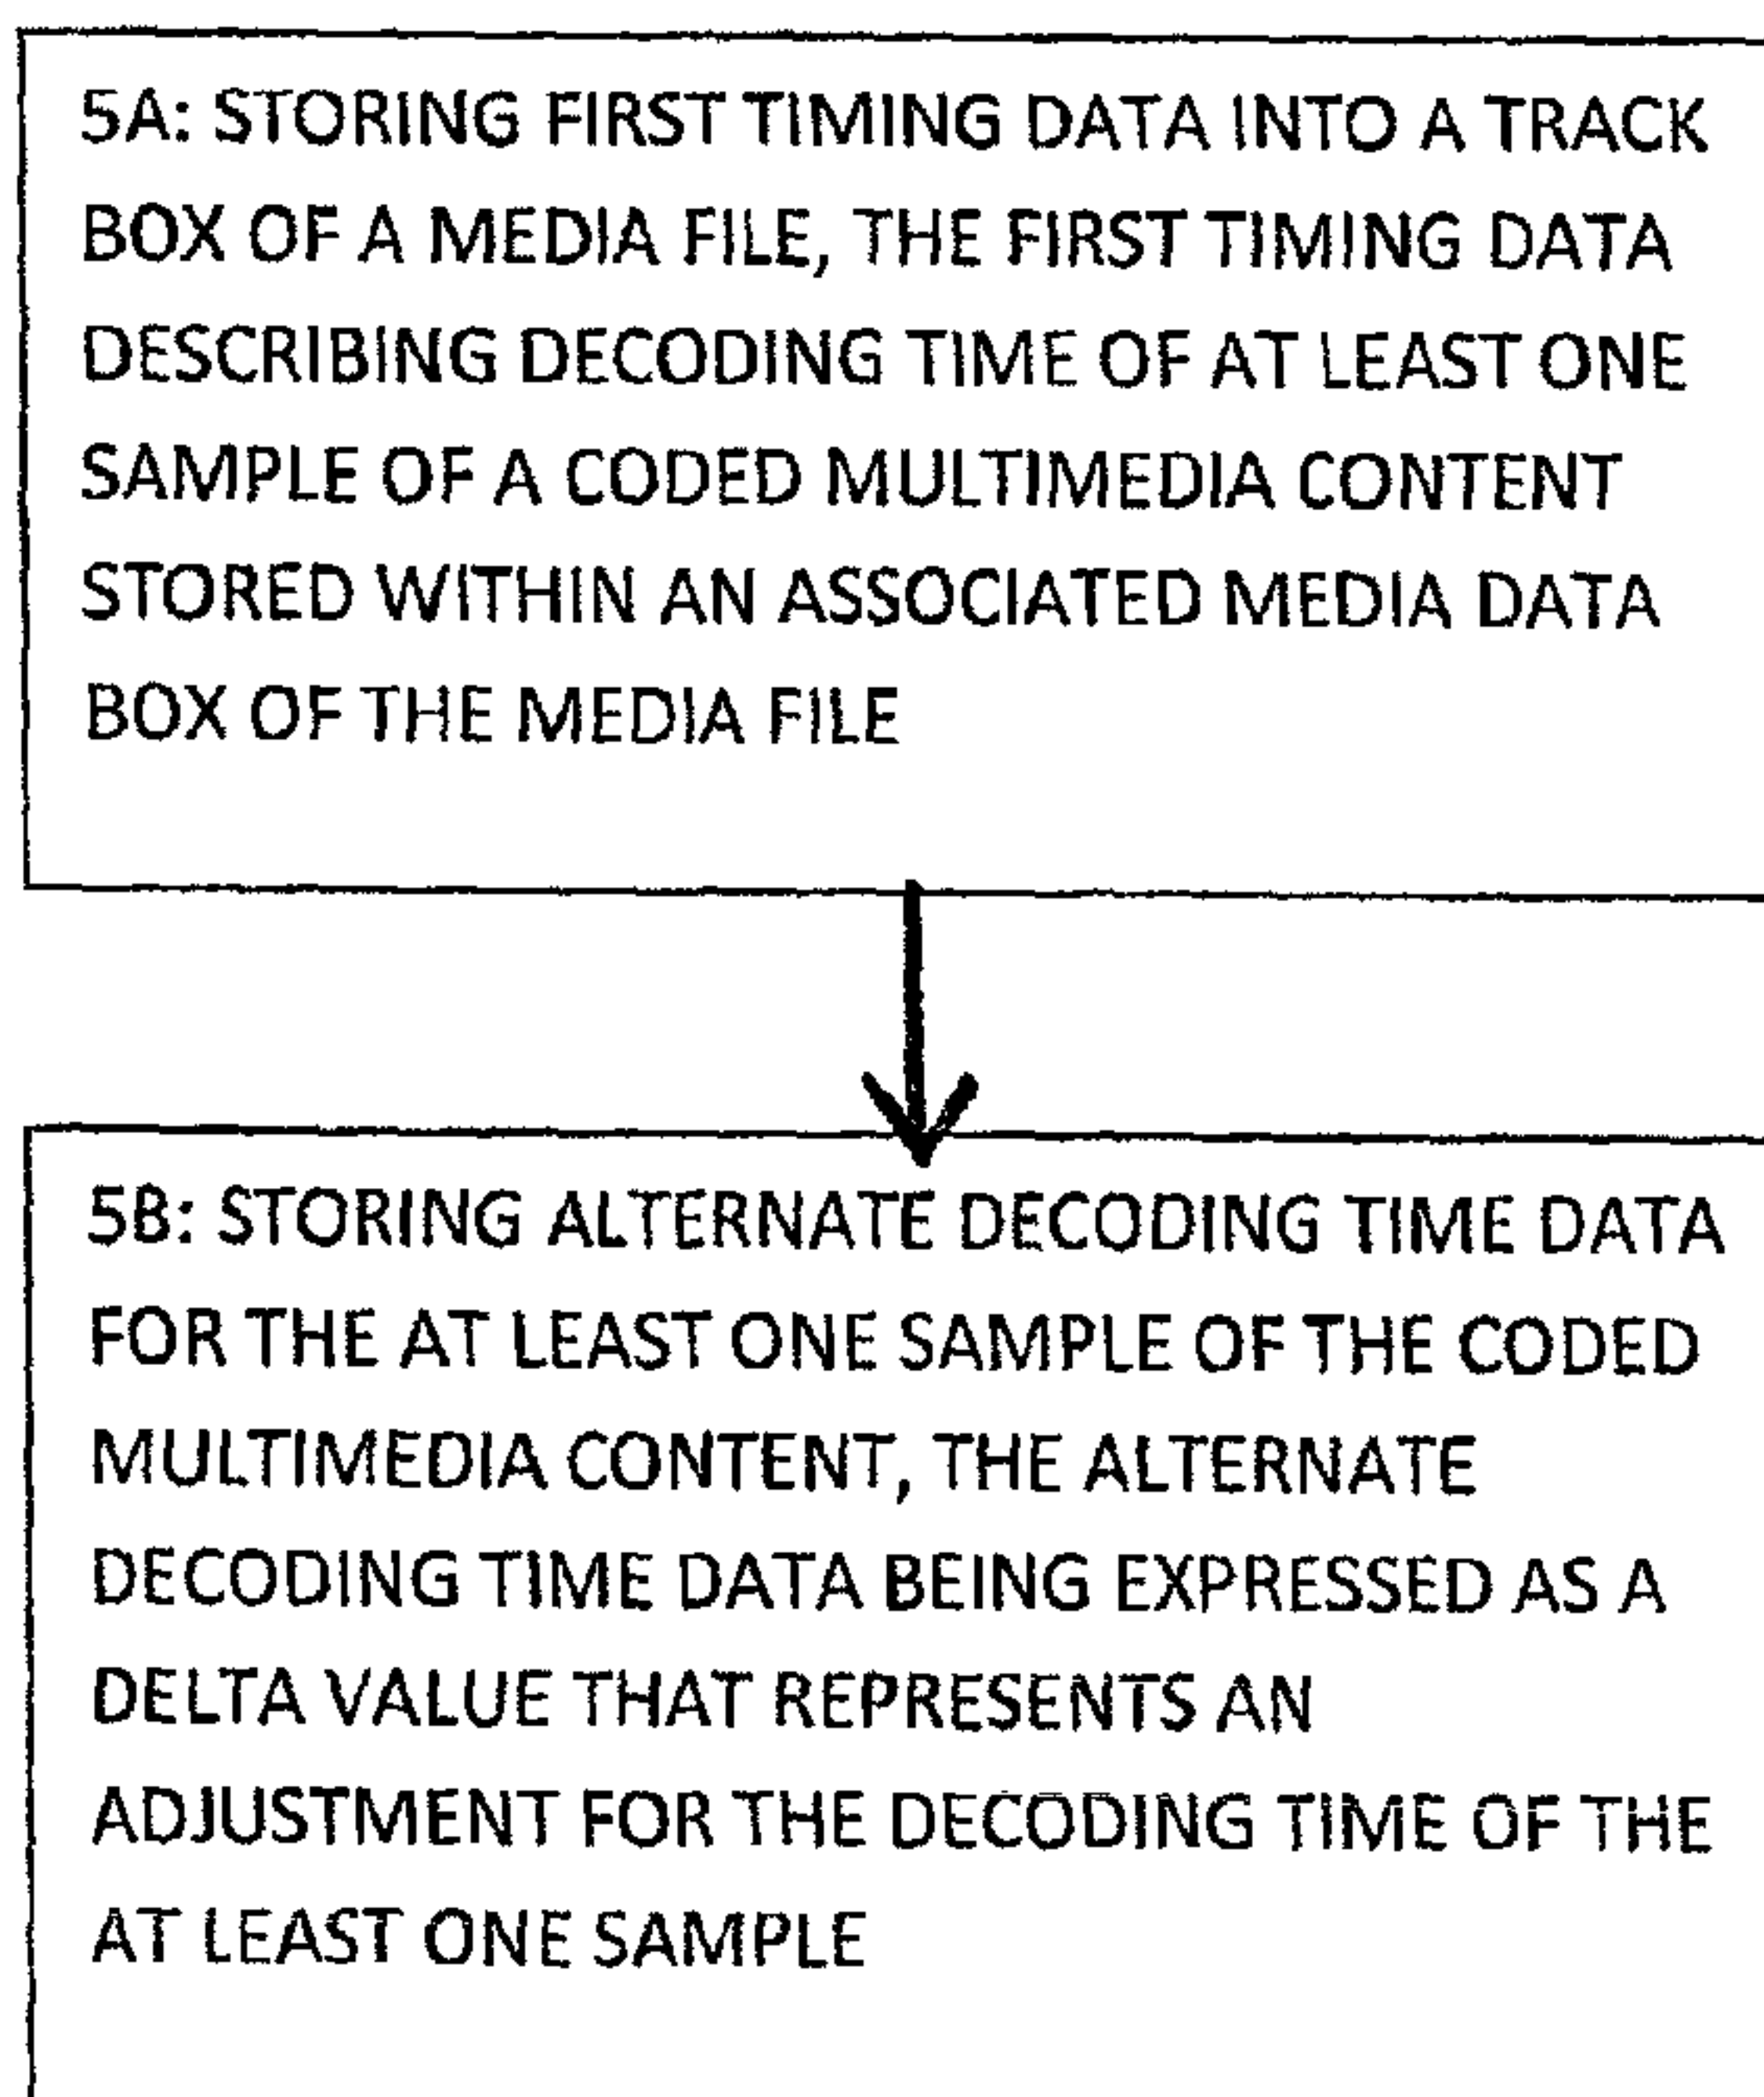 5A: STORING FIRST TIMING DATA INTO A TRACK
BOX OF A MEDIA FILE, THE FIRST TIMING DATA
DESCRIBING DECODING TIME OF AT LEAST ONE
SAMPLE OF A CODED MULTIMEDIA CONTENT
STORED WITHIN AN ASSOCIATED MEDIA DATA
BOX OF THE MEDIA FILE
5B: STORING ALTERNATE DECODING TIME DATA
FOR THE AT LEAST ONE SAMPLE OF THE CODED
MULTIMEDIA CONTENT, THE ALTERNATE
DECODING TIME DATA BEING EXPRESSED AS A
DELTA VALUE THAT REPRESENTS AN
ADJUSTMENT FOR THE DECODING TIME OF THE
AT LEAST ONE SAMPLE